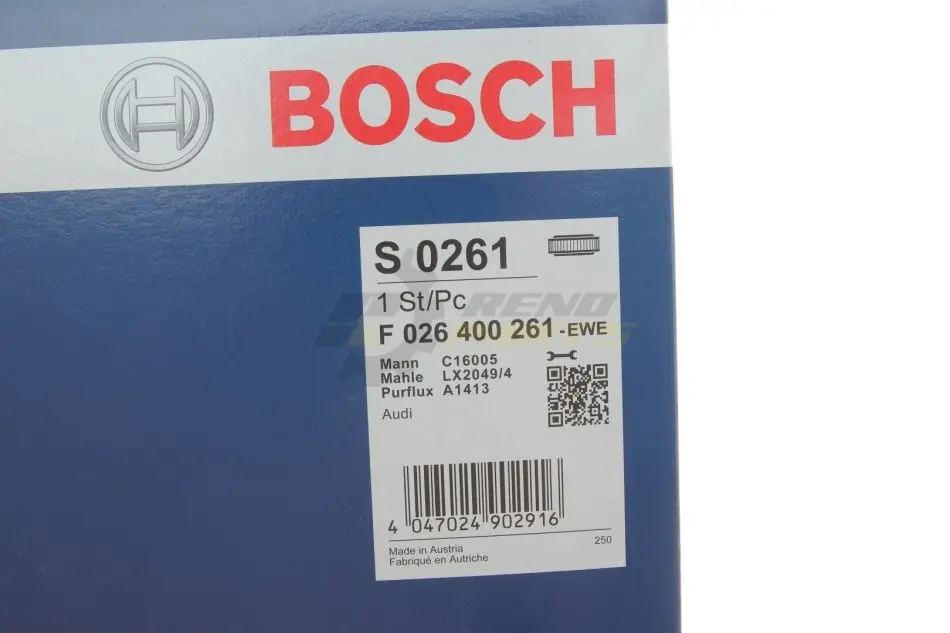 BOSCH
S 0261
1 St/Pc
RENO
F 026 400 261-EWE
Mann C16005
Mahle LX2049/4
Purflux A1413
Audi
4 047024 902916
250
Made in Austria
Fabriqué en Autriche